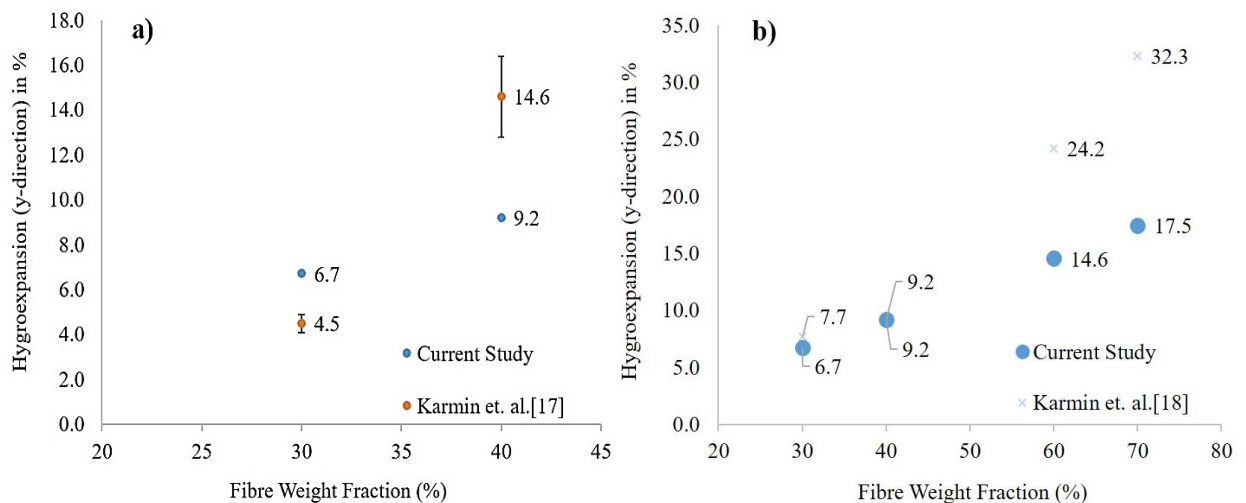 a)
Hygroexpansion (y-direction) in %
18.0
16.0
14.0
12.0
10.0
8.0
6.0
4.0
2.0
0.0
14.6
9.2
6.7
4.5
Current Study
Karmin et. al.[17]
20 25 30 35 40 45
Fibre Weight Fraction (%)
b)
Hygroexpansion (y-direction) in %
35.0
30.0
25.0
20.0
15.0
10.0
5.0
0.0
32.3
24.2
17.5
14.6
9.2
7.7
9.2
6.7
Current Study
Karmin et. al.[18]
20 30 40 50 60 70 80
Fibre Weight Fraction (%)